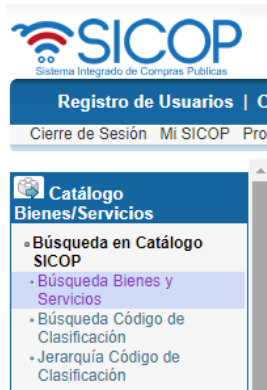 SICOP
Sistema Integrado de Compras Publicas
Registro de Usuarios |
Cierre de Sesión Mi SICOP Pro
Catálogo
Bienes/Servicios
Búsqueda en Catálogo
SICOP
Búsqueda Bienes y
Servicios
Búsqueda Código de
Clasificación
Jerarquía Código de
Clasificación